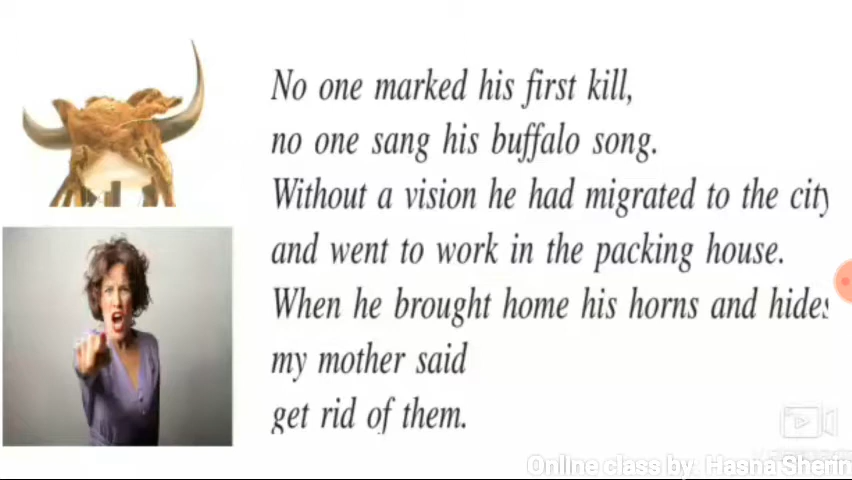 No one marked his first kill,
no one sang his buffalo song.
Without a vision he had migrated to the city
and went to work in the packing house.
When he brought home his horns and hides
my mother said
get rid of them.
Online class by Hasna Sherin